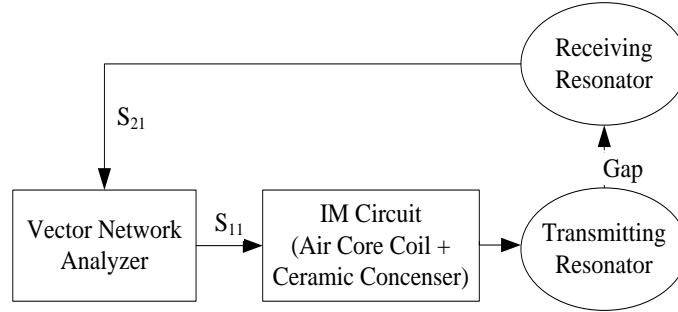 Receiving
Resonator
S21
Gap
Vector Network
Analyzer
S11
IM Circuit
(Air Core Coil +
Ceramic Concenser)
Transmitting
Resonator